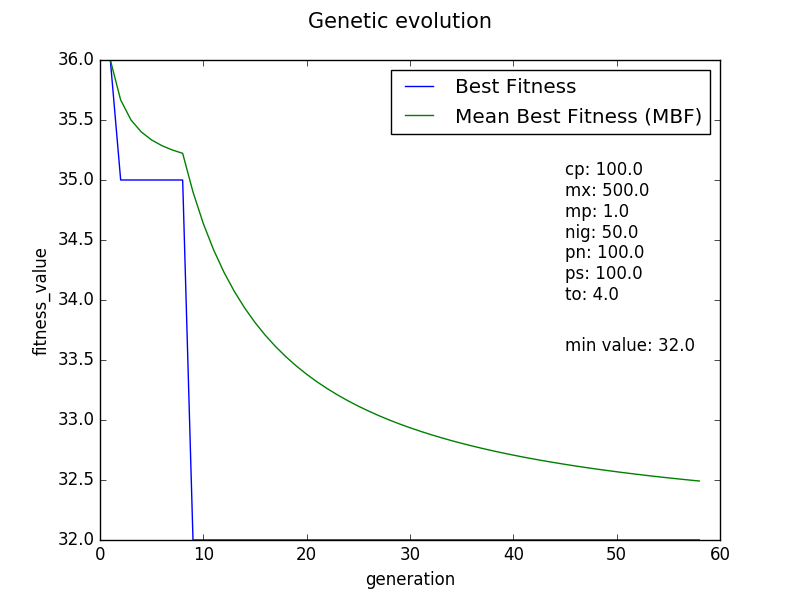 Genetic evolution
36.0
35.5
35.0
34.5
34.0
33.5
33.0
32.5
32.0
fitness_value
Best Fitness
Mean Best Fitness (MBF)
cp: 100.0
mx: 500.0
mp: 1.0
nig: 50.0
pn: 100.0
ps: 100.0
to: 4.0
min value: 32.0
0
10
20
30
40
50
60
generation